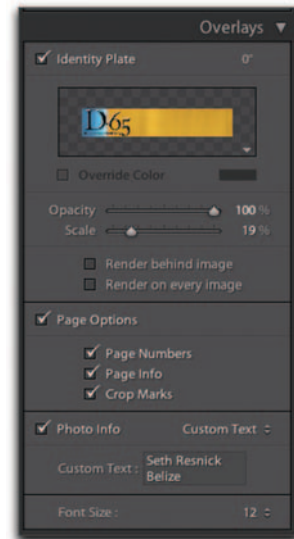 Overlays
Identity Plate 0°
D-65
Override Color
Opacity 100 %
Scale 19 %
Render behind image
Render on every image
Page Options
Page Numbers
Page Info
Crop Marks
Photo Info Custom Text
Custom Text : Seth Resnick
Belize
Font Size : 12